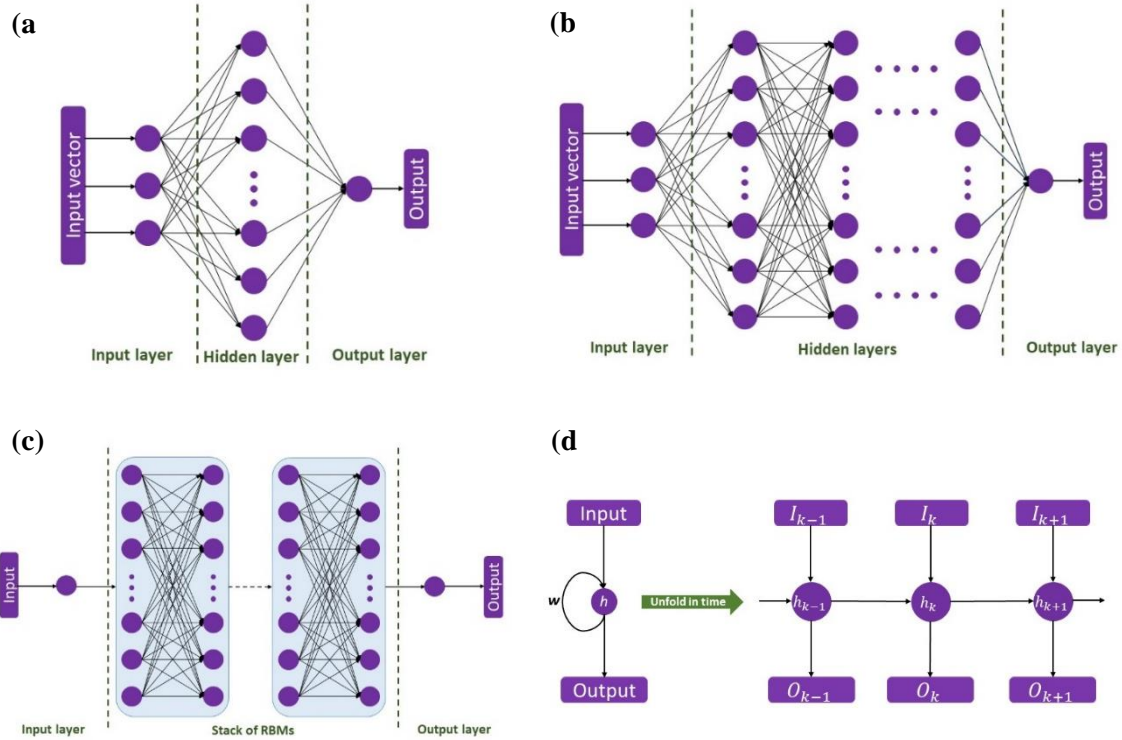 (a
Input vector
Output
Input layer
Hidden layer
Output layer
(b
Input vector
Output
Input layer
Hidden layers
Output layer
(c)
Input
Output
Input layer
Stack of RBMs
Output layer
(d)
Input
w
h
Output
Unfold in time
I_{k-1} I_k I_{k+1}
h_{k-1} h_k h_{k+1}
O_{k-1} O_k O_{k+1}